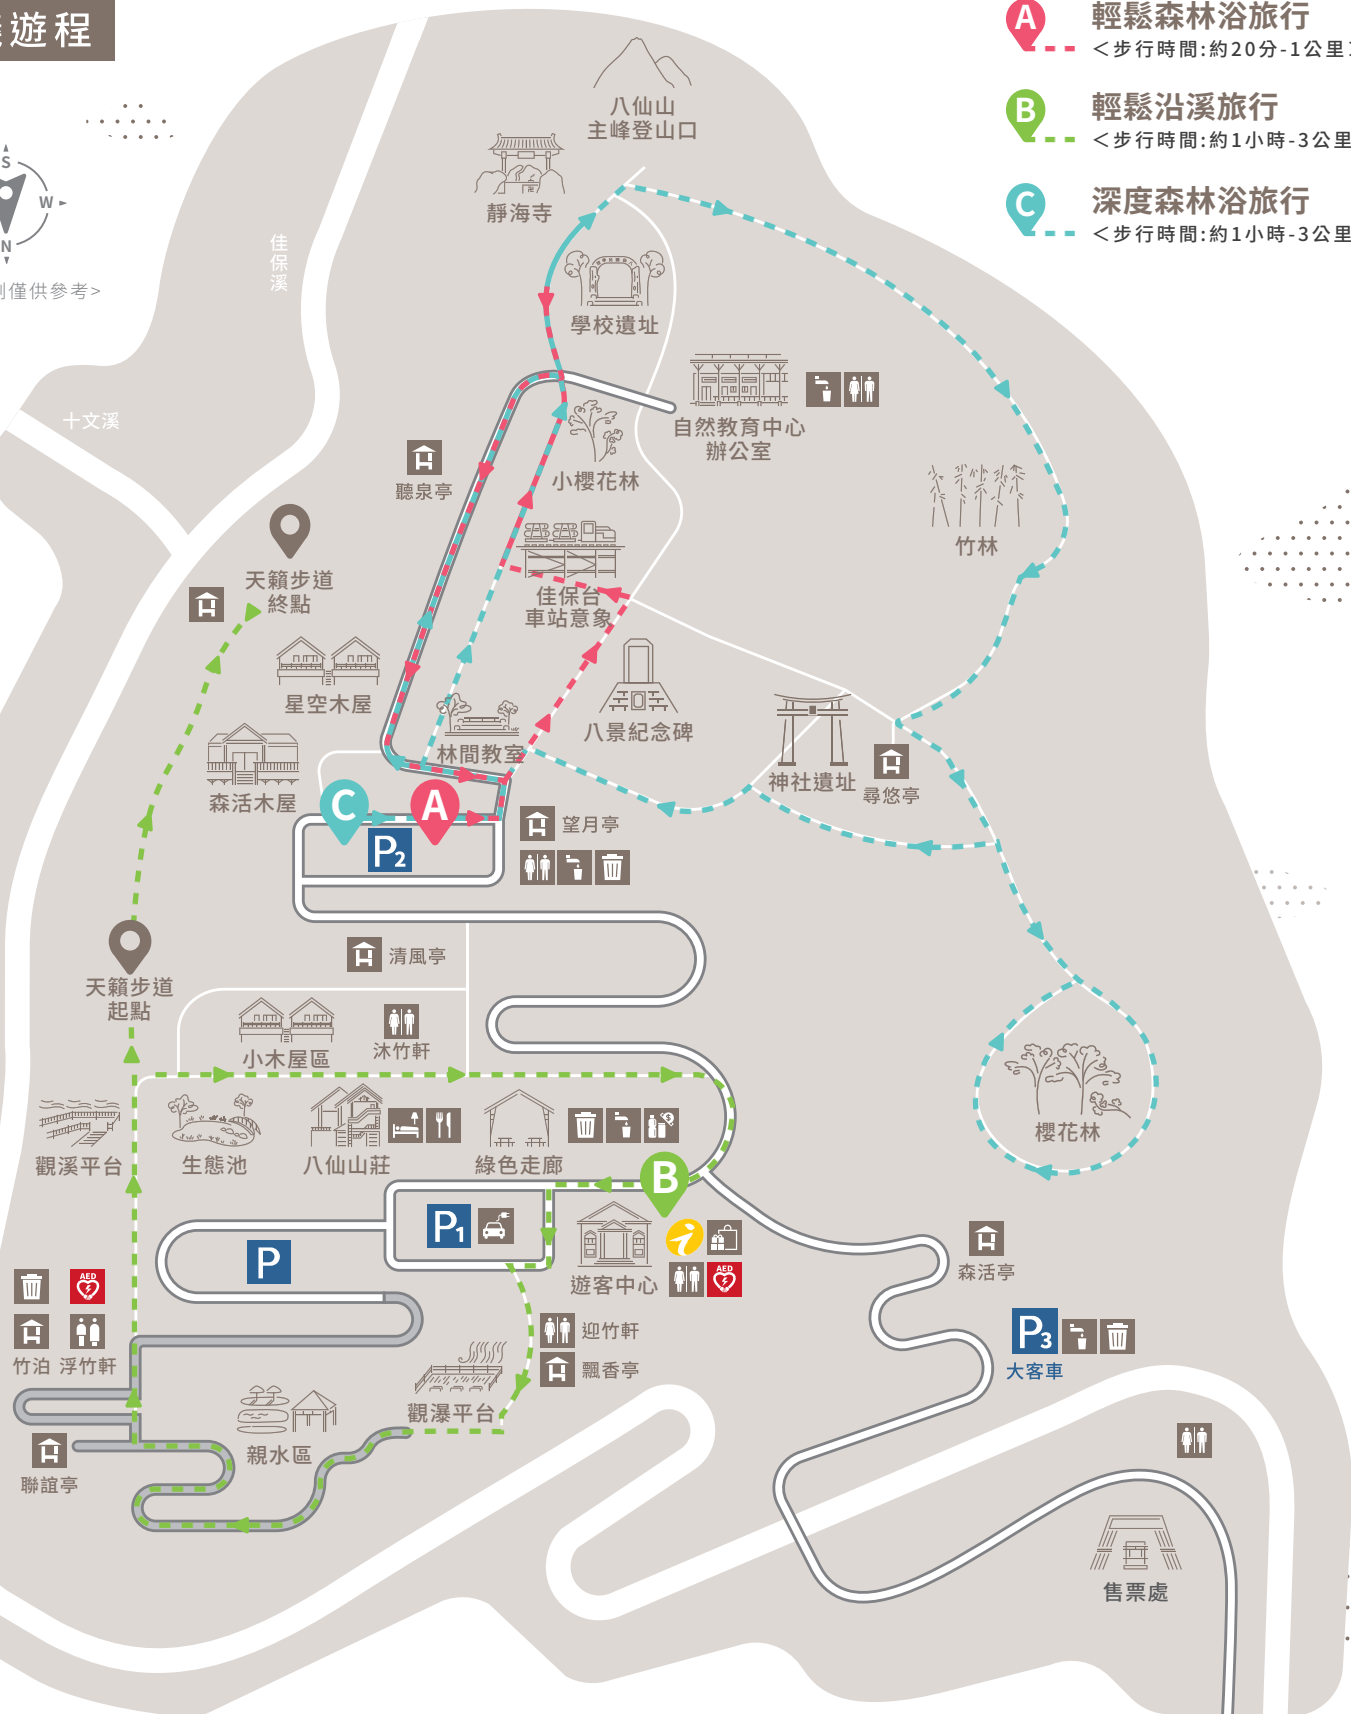 遊程
A
輕鬆森林浴旅行
<步行時間:約20分-1公里
B
輕鬆沿溪旅行
<步行時間:約1小時-3公里
C
深度森林浴旅行
<步行時間:約1小時-3公里
S
W
N
僅供參考>
八仙山
主峰登山口
靜海寺
佳保溪
學校遺址
十文溪
自然教育中心
辦公室
小櫻花林
聽泉亭
竹林
天籟步道
終點
佳保台
車站意象
星空木屋
八景紀念碑
林間教室
神社遺址
尋悠亭
森活木屋
C
A
P2
望月亭
清風亭
天籟步道
起點
小木屋區
沐竹軒
觀溪平台
生態池
八仙山莊
綠色走廊
櫻花林
B
P1
P
i
AED
遊客中心
森活亭
AED
竹泊
浮竹軒
迎竹軒
飄香亭
P3
大客車
觀瀑平台
親水區
聯誼亭
售票處